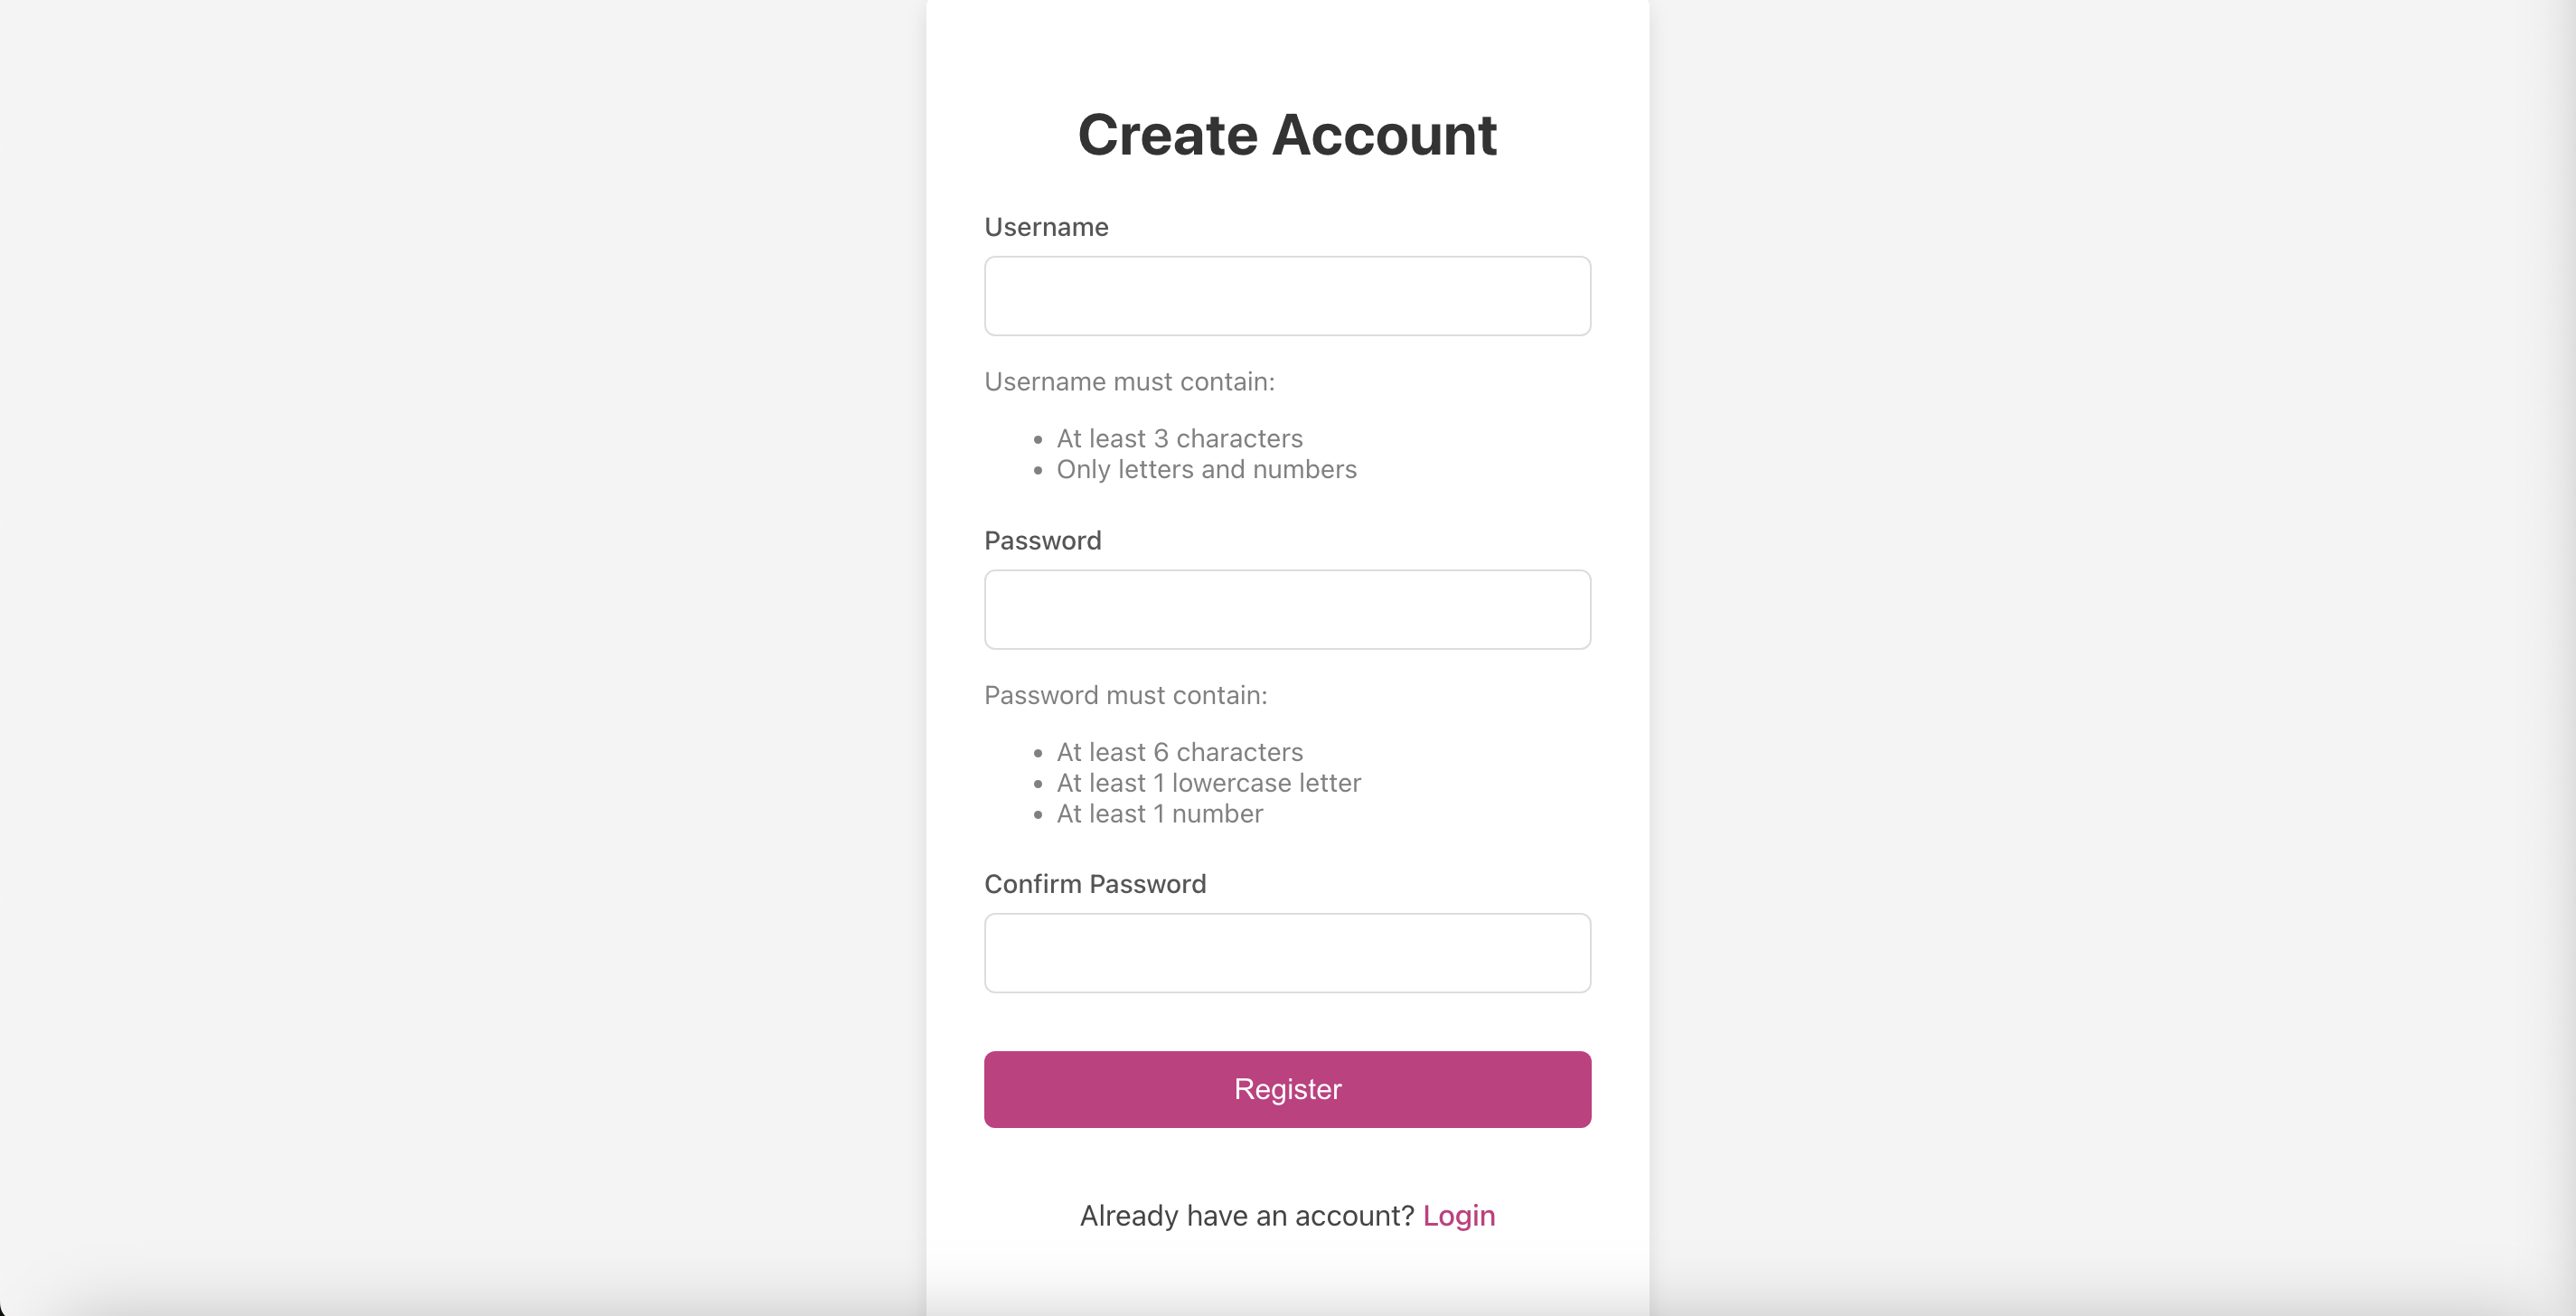 Create Account
Username
Username must contain:
At least 3 characters
Only letters and numbers
Password
Password must contain:
At least 6 characters
At least 1 lowercase letter
At least 1 number
Confirm Password
Register
Already have an account? Login